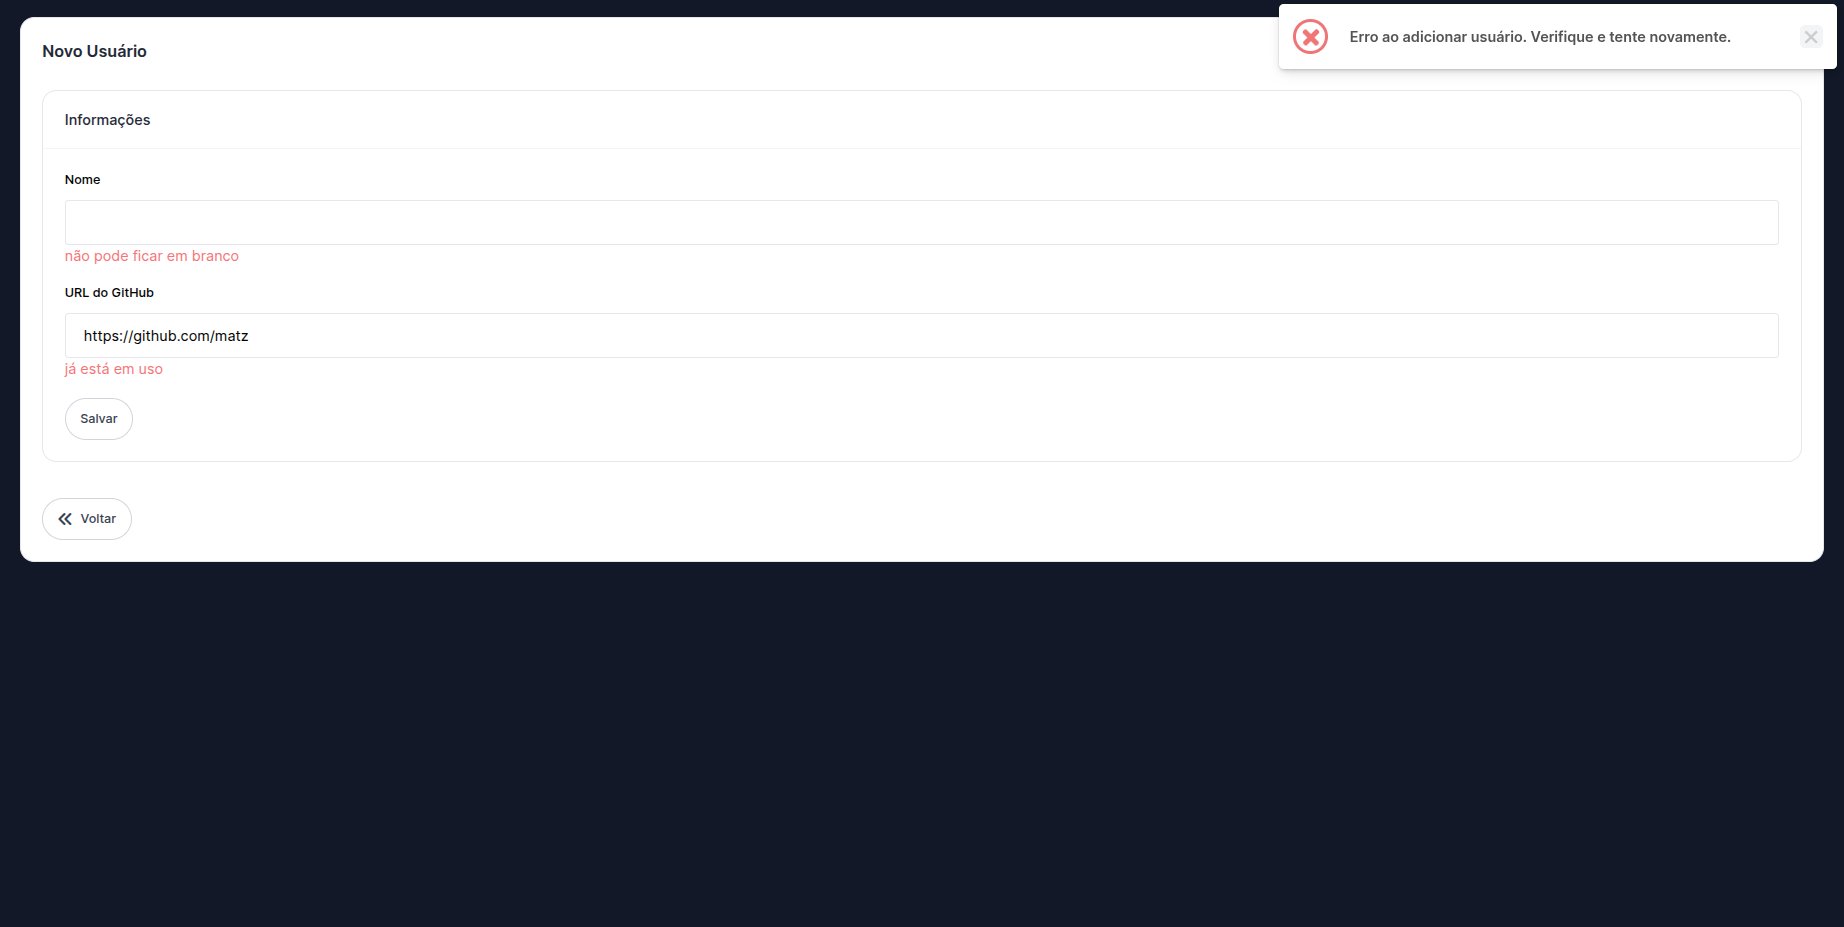 Novo Usuário
Erro ao adicionar usuário. Verifique e tente novamente.
Informações
Nome
não pode ficar em branco
URL do GitHub
https://github.com/matz
já está em uso
Salvar
Voltar